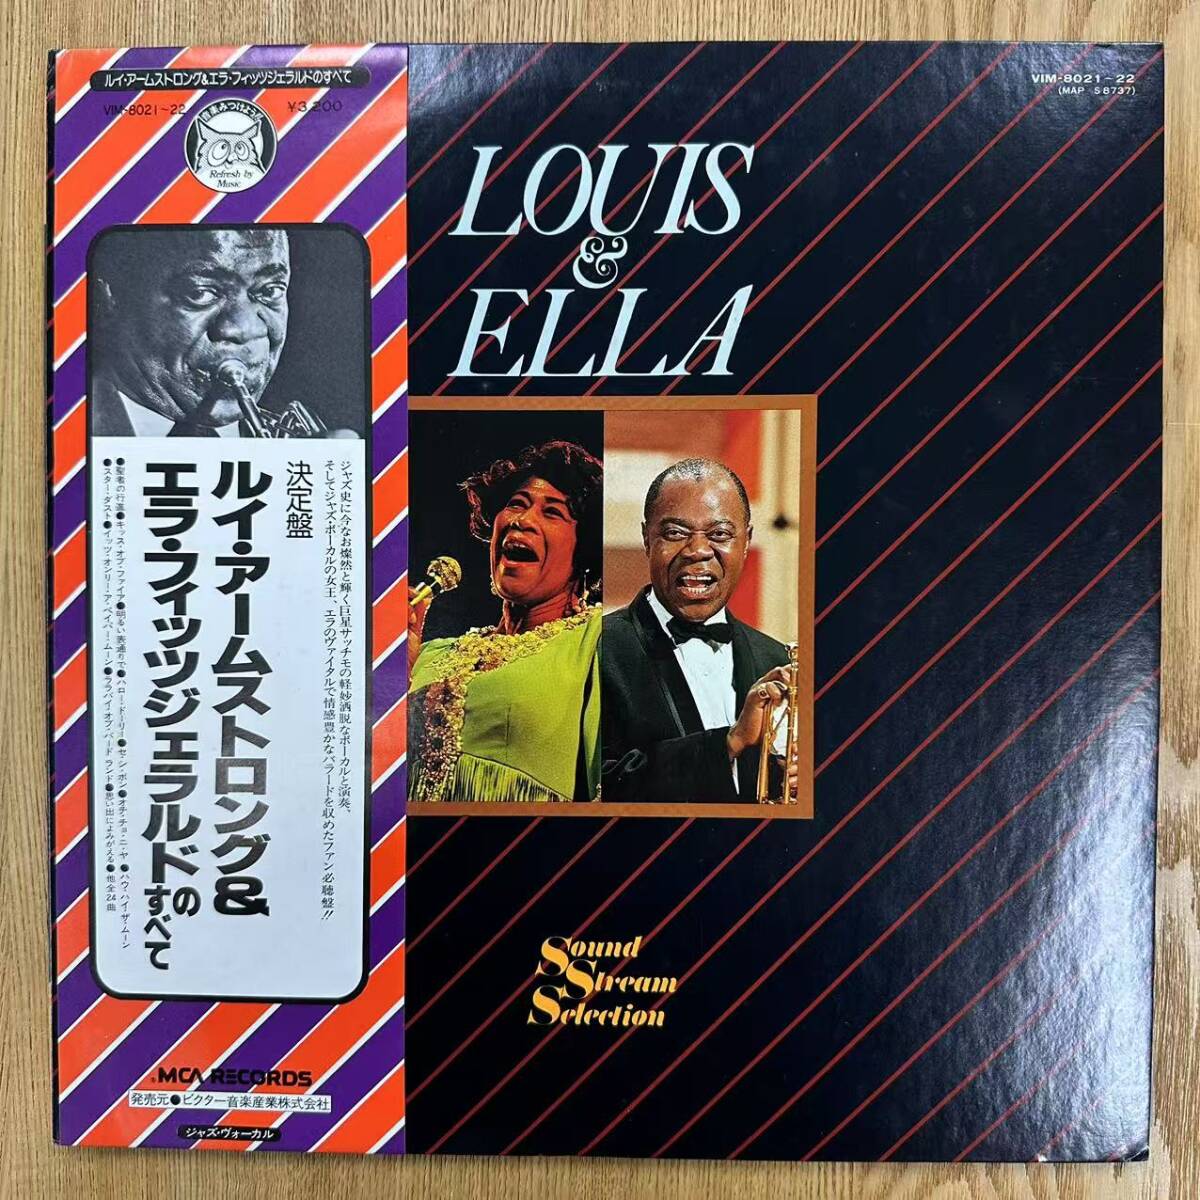 ルイ・アームストロング&エラ・フィッツジェラルドのすべて
VIM-8021~22
¥3,200
音楽みつけよう
Refresh by
Music
決定盤
ルイ・アームストロング&
エラ・フィッツジェラルドのすべて
ジャズ史に今なお燦然と輝く巨星サッチモの軽妙洒脱なボーカルと演奏、
そしてジャズ・ボーカルの女王、エラのヴァイタルで情感豊かなバラードを収めたファン必聴盤!!
●聖者の行進●キッス・オブ・ファイア●明るい表通りで●ハロー・ドーリー●セ・シ・ボン●オチ・チョ・ニ・ヤ●ハウ・ハイ・ザ・ムーン
●スター・ダスト●イッツ・オンリー・ア・ペイパー・ムーン●ララバイ・オブ・バードランド●思い出によみがえる●他全24曲
MCA RECORDS
発売元●ビクター音楽産業株式会社
ジャズ・ヴォーカル
VIM-8021~22
(MAP S8737)
LOUIS
&
ELLA
Sound
Stream
Selection